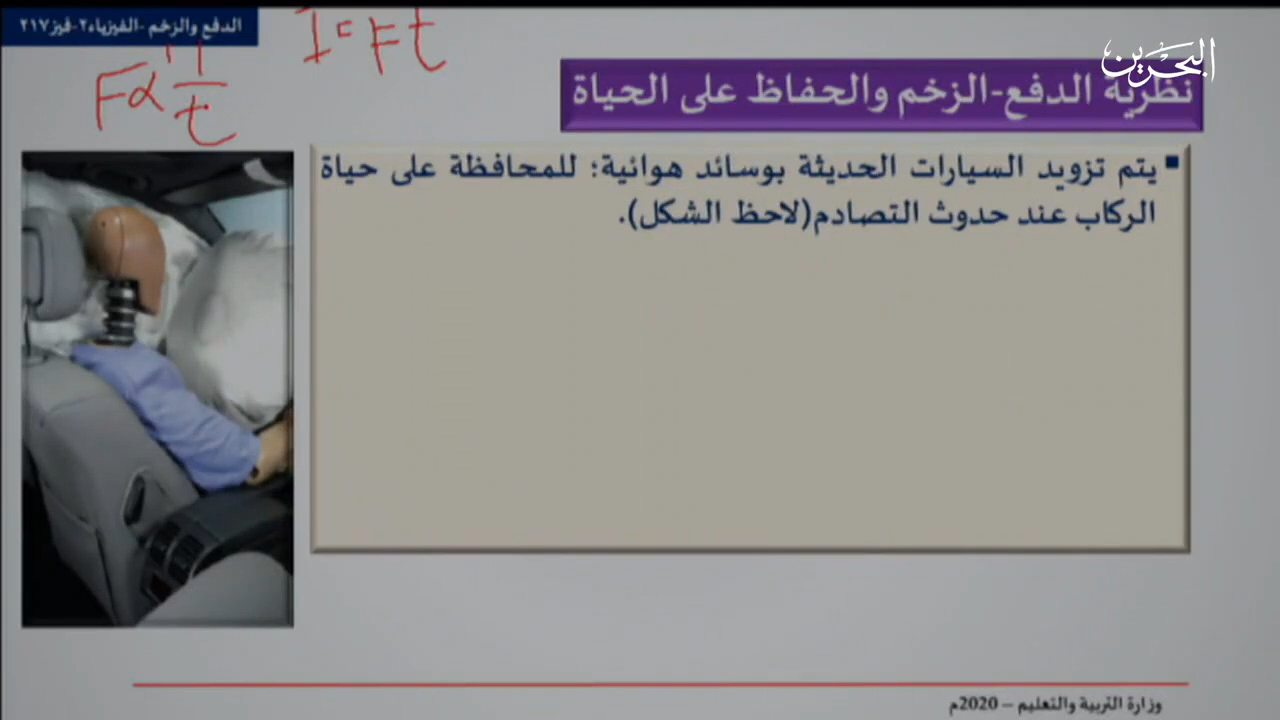 الدفع والزخم -الفيزياء٢-فيز٢١٧
I = Ft
F α 1/t
البحرين
نظرية الدفع-الزخم والحفاظ على الحياة
▪ يتم تزويد السيارات الحديثة بوسائد هوائية؛ للمحافظة على حياة
الركاب عند حدوث التصادم(لاحظ الشكل).
وزارة التربية والتعليم – 2020م